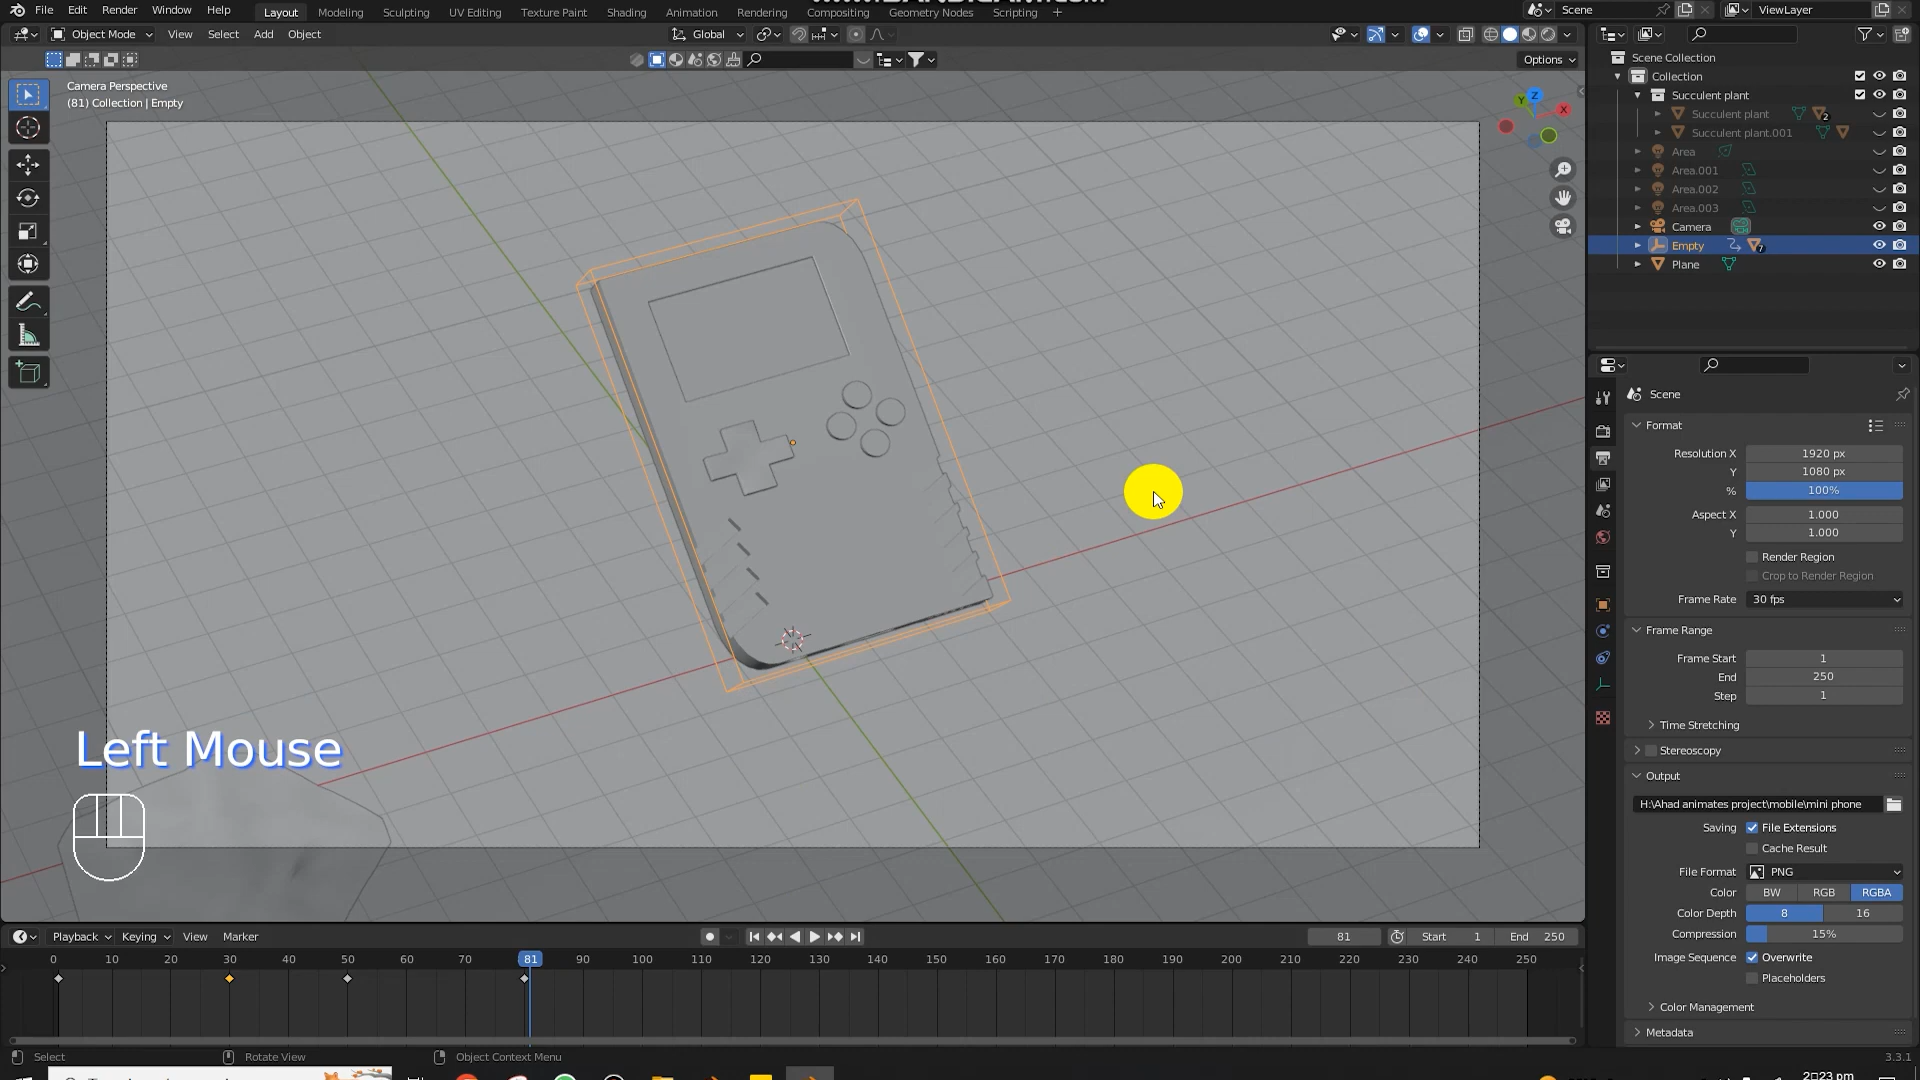 File Edit Render Window Help Layout Modeling Sculpting UV Editing Texture Paint Shading Animation Rendering Compositing Geometry Nodes Scripting + Scene ViewLayer
Object Mode View Select Add Object Global
Options
Camera Perspective
(81) Collection | Empty
Y Z X
Left Mouse
Scene Collection
Collection
Succulent plant
Succulent plant 2
Succulent plant.001
Area
Area.001
Area.002
Area.003
Camera
Empty 7
Plane
Scene
Format
Resolution X 1920 px
Y 1080 px
% 100%
Aspect X 1.000
Y 1.000
Render Region
Crop to Render Region
Frame Rate 30 fps
Frame Range
Frame Start 1
End 250
Step 1
Time Stretching
Stereoscopy
Output
H:\Ahad animates project\mobile\mini phone
Saving File Extensions
Cache Result
File Format PNG
Color BW RGB RGBA
Color Depth 8 16
Compression 15%
Image Sequence Overwrite
Placeholders
Color Management
Metadata
Playback Keying View Marker 81 Start 1 End 250
0 10 20 30 40 50 60 70 81 90 100 110 120 130 140 150 160 170 180 190 200 210 220 230 240 250
Select Rotate View Object Context Menu 3.3.1